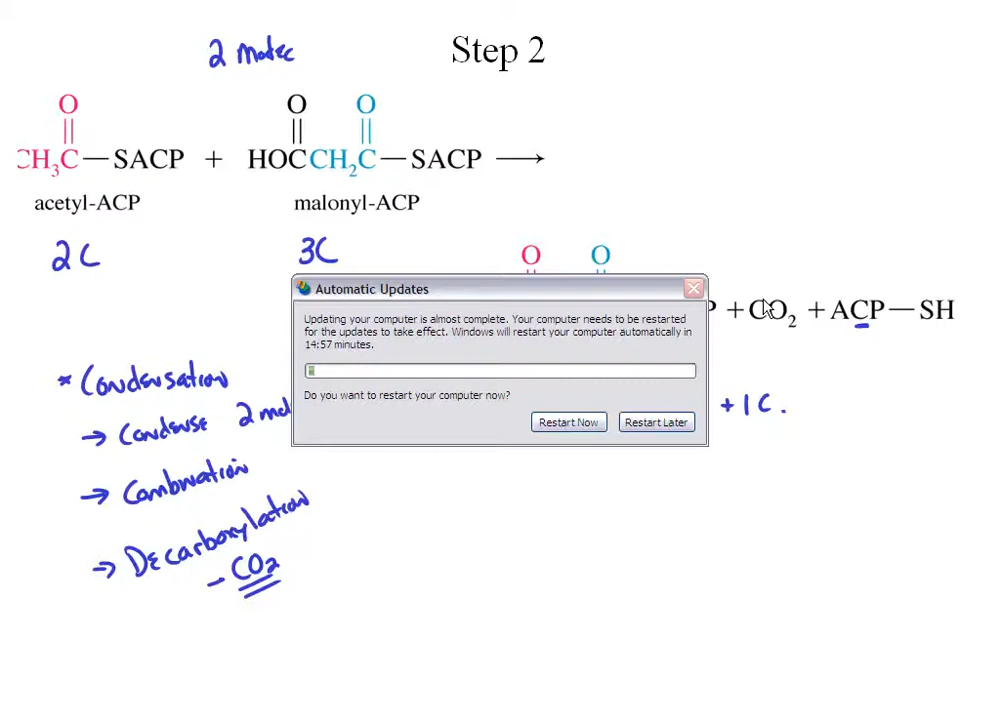 2 molec
Step 2
O
O O
CH3C—SACP + HOCCH2C—SACP ⟶
acetyl-ACP malonyl-ACP
2C 3C
O O
Automatic Updates
Updating your computer is almost complete. Your computer needs to be restarted
for the updates to take effect. Windows will restart your computer automatically in
14:57 minutes.
Do you want to restart your computer now?
Restart Now Restart Later
P + CO2 + ACP—SH
+ 1C.
* Condensation
→ Condense 2 mol
→ Combination
→ Decarboxylation
- CO2